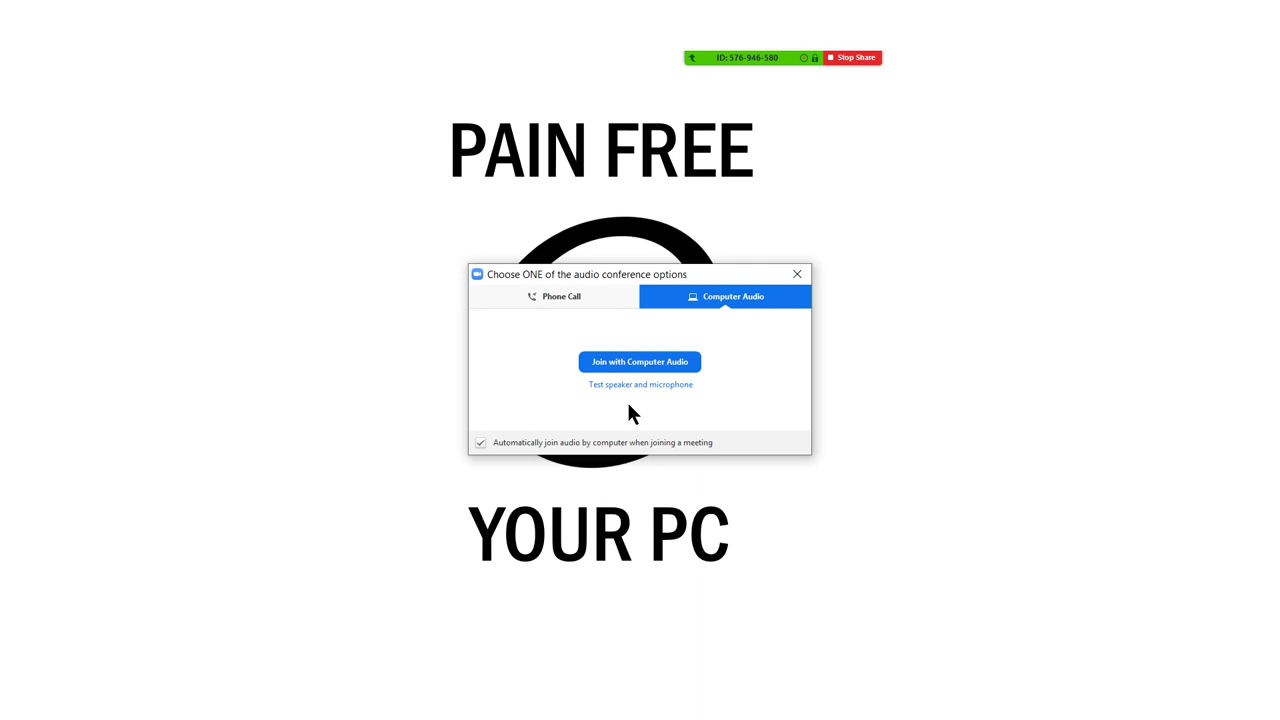 ID: 576-946-580
Stop Share
PAIN FREE
Choose ONE of the audio conference options
Phone Call
Computer Audio
Join with Computer Audio
Test speaker and microphone
Automatically join audio by computer when joining a meeting
YOUR PC